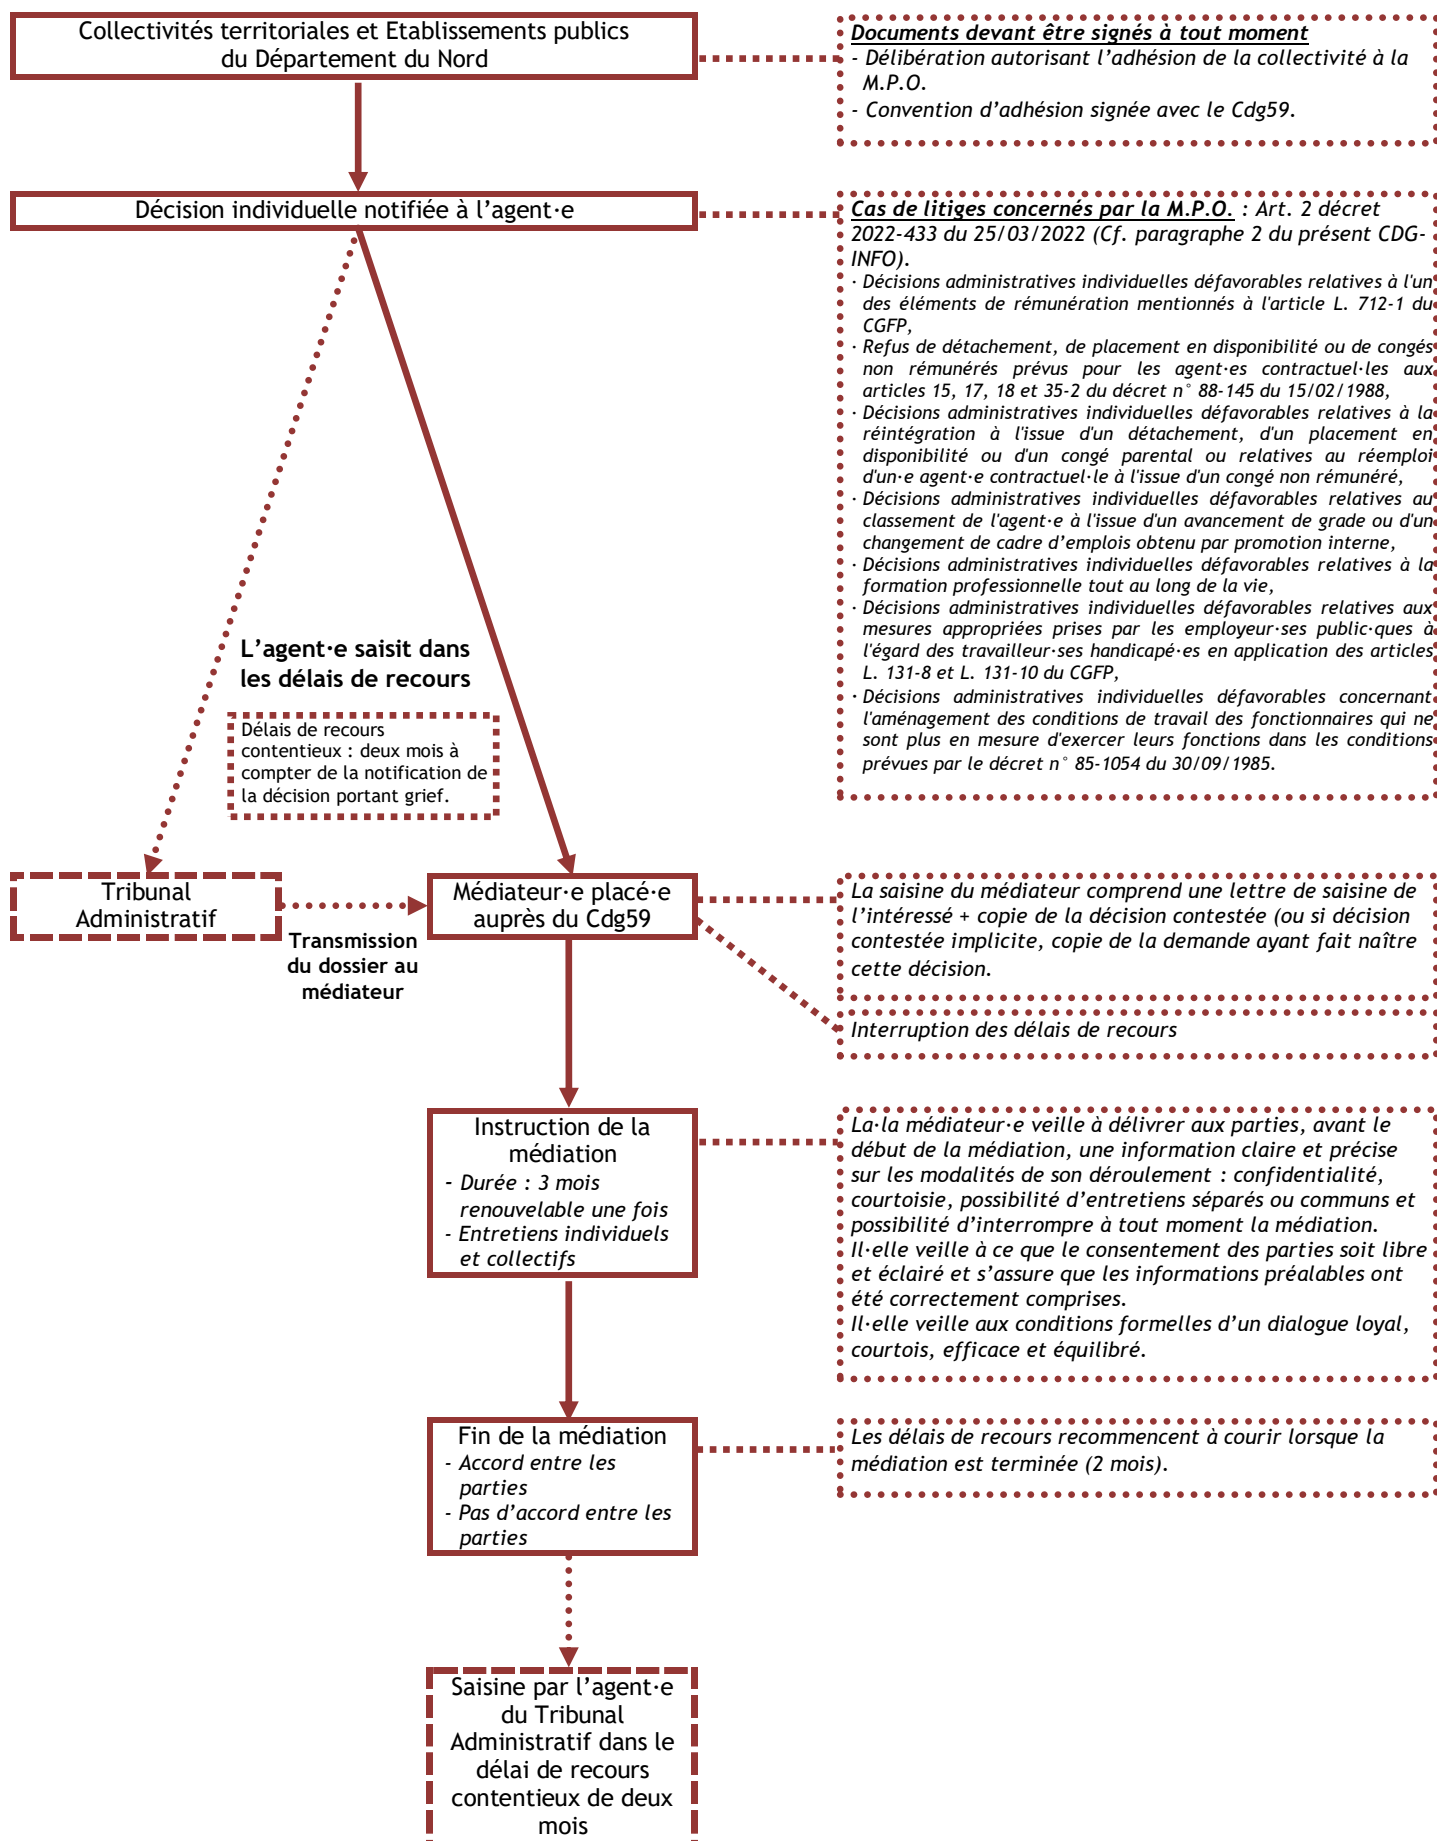 Collectivités territoriales et Etablissements publics
du Département du Nord
Documents devant être signés à tout moment
- Délibération autorisant l’adhésion de la collectivité à la
M.P.O.
- Convention d’adhésion signée avec le Cdg59.
Décision individuelle notifiée à l’agent·e
Cas de litiges concernés par la M.P.O. : Art. 2 décret
2022-433 du 25/03/2022 (Cf. paragraphe 2 du présent CDG-
INFO).
· Décisions administratives individuelles défavorables relatives à l'un
des éléments de rémunération mentionnés à l'article L. 712-1 du
CGFP,
· Refus de détachement, de placement en disponibilité ou de congés
non rémunérés prévus pour les agent·es contractuel·les aux
articles 15, 17, 18 et 35-2 du décret n° 88-145 du 15/02/1988,
· Décisions administratives individuelles défavorables relatives à la
réintégration à l'issue d'un détachement, d'un placement en
disponibilité ou d'un congé parental ou relatives au réemploi
d'un·e agent·e contractuel·le à l'issue d'un congé non rémunéré,
· Décisions administratives individuelles défavorables relatives au
classement de l'agent·e à l'issue d'un avancement de grade ou d'un
changement de cadre d’emplois obtenu par promotion interne,
· Décisions administratives individuelles défavorables relatives à la
formation professionnelle tout au long de la vie,
· Décisions administratives individuelles défavorables relatives aux
mesures appropriées prises par les employeur·ses public·ques à
l'égard des travailleur·ses handicapé·es en application des articles
L. 131-8 et L. 131-10 du CGFP,
· Décisions administratives individuelles défavorables concernant
l'aménagement des conditions de travail des fonctionnaires qui ne
sont plus en mesure d'exercer leurs fonctions dans les conditions
prévues par le décret n° 85-1054 du 30/09/1985.
L’agent·e saisit dans
les délais de recours
Délais de recours
contentieux : deux mois à
compter de la notification de
la décision portant grief.
Tribunal
Administratif
Transmission
du dossier au
médiateur
Médiateur·e placé·e
auprès du Cdg59
La saisine du médiateur comprend une lettre de saisine de
l’intéressé + copie de la décision contestée (ou si décision
contestée implicite, copie de la demande ayant fait naître
cette décision.
Interruption des délais de recours
Instruction de la
médiation
- Durée : 3 mois
renouvelable une fois
- Entretiens individuels
et collectifs
La·la médiateur·e veille à délivrer aux parties, avant le
début de la médiation, une information claire et précise
sur les modalités de son déroulement : confidentialité,
courtoisie, possibilité d’entretiens séparés ou communs et
possibilité d’interrompre à tout moment la médiation.
Il·elle veille à ce que le consentement des parties soit libre
et éclairé et s’assure que les informations préalables ont
été correctement comprises.
Il·elle veille aux conditions formelles d’un dialogue loyal,
courtois, efficace et équilibré.
Fin de la médiation
- Accord entre les
parties
- Pas d’accord entre les
parties
Les délais de recours recommencent à courir lorsque la
médiation est terminée (2 mois).
Saisine par l’agent·e
du Tribunal
Administratif dans le
délai de recours
contentieux de deux
mois